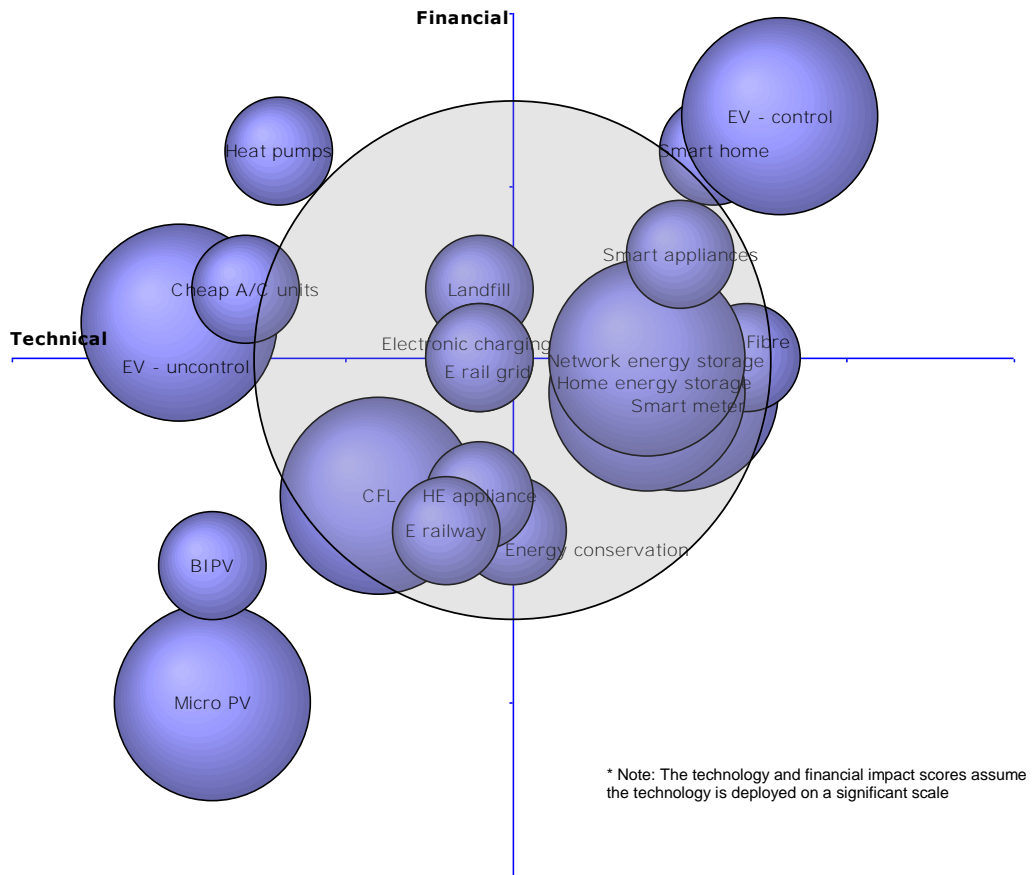 Financial
EV - control
Heat pumps
Smart home
Smart appliances
Cheap A/C units
Landfill
Technical
Electronic charging
Fibre
EV - uncontrol
Network energy storage
E rail grid
Home energy storage
Smart meter
CFL
HE appliance
E railway
Energy conservation
BIPV
Micro PV
* Note: The technology and financial impact scores assume
the technology is deployed on a significant scale